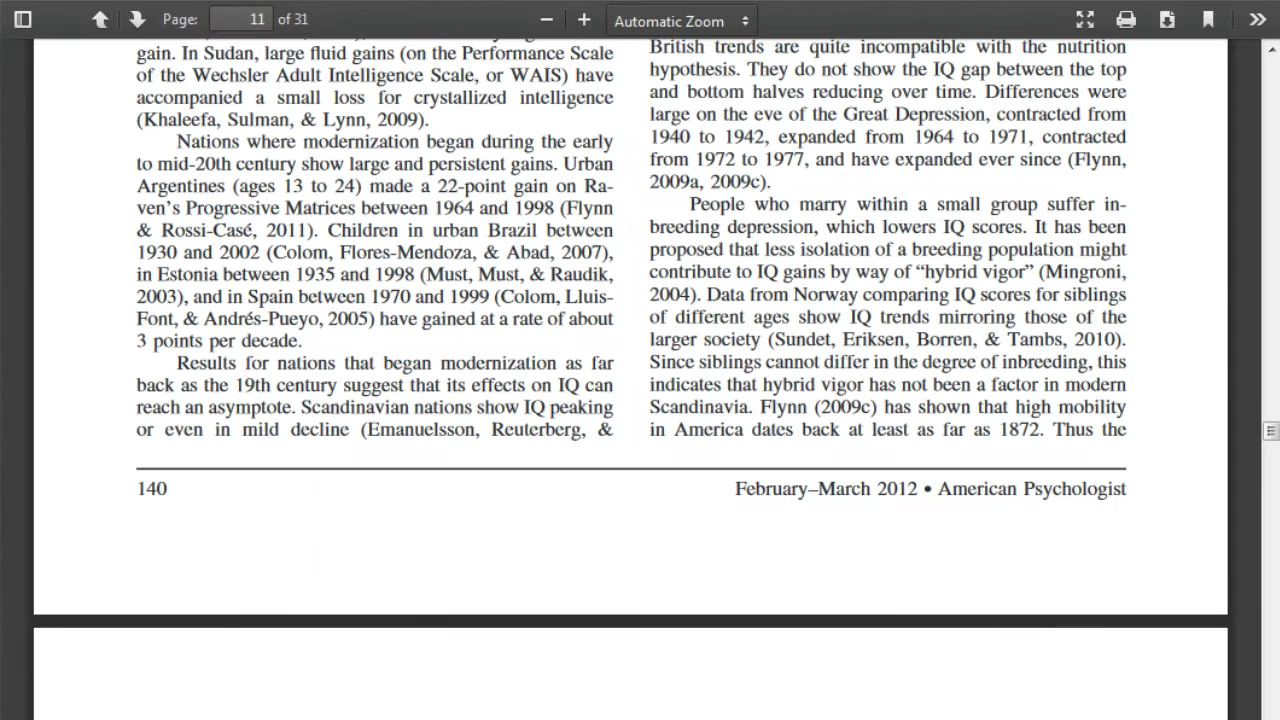 Page:
11
of 31
Automatic Zoom
gain. In Sudan, large fluid gains (on the Performance Scale
of the Wechsler Adult Intelligence Scale, or WAIS) have
accompanied a small loss for crystallized intelligence
(Khaleefa, Sulman, & Lynn, 2009).
Nations where modernization began during the early
to mid-20th century show large and persistent gains. Urban
Argentines (ages 13 to 24) made a 22-point gain on Ra-
ven’s Progressive Matrices between 1964 and 1998 (Flynn
& Rossi-Casé, 2011). Children in urban Brazil between
1930 and 2002 (Colom, Flores-Mendoza, & Abad, 2007),
in Estonia between 1935 and 1998 (Must, Must, & Raudik,
2003), and in Spain between 1970 and 1999 (Colom, Lluis-
Font, & Andrés-Pueyo, 2005) have gained at a rate of about
3 points per decade.
Results for nations that began modernization as far
back as the 19th century suggest that its effects on IQ can
reach an asymptote. Scandinavian nations show IQ peaking
or even in mild decline (Emanuelsson, Reuterberg, &
British trends are quite incompatible with the nutrition
hypothesis. They do not show the IQ gap between the top
and bottom halves reducing over time. Differences were
large on the eve of the Great Depression, contracted from
1940 to 1942, expanded from 1964 to 1971, contracted
from 1972 to 1977, and have expanded ever since (Flynn,
2009a, 2009c).
People who marry within a small group suffer in-
breeding depression, which lowers IQ scores. It has been
proposed that less isolation of a breeding population might
contribute to IQ gains by way of “hybrid vigor” (Mingroni,
2004). Data from Norway comparing IQ scores for siblings
of different ages show IQ trends mirroring those of the
larger society (Sundet, Eriksen, Borren, & Tambs, 2010).
Since siblings cannot differ in the degree of inbreeding, this
indicates that hybrid vigor has not been a factor in modern
Scandinavia. Flynn (2009c) has shown that high mobility
in America dates back at least as far as 1872. Thus the
140
February–March 2012 • American Psychologist